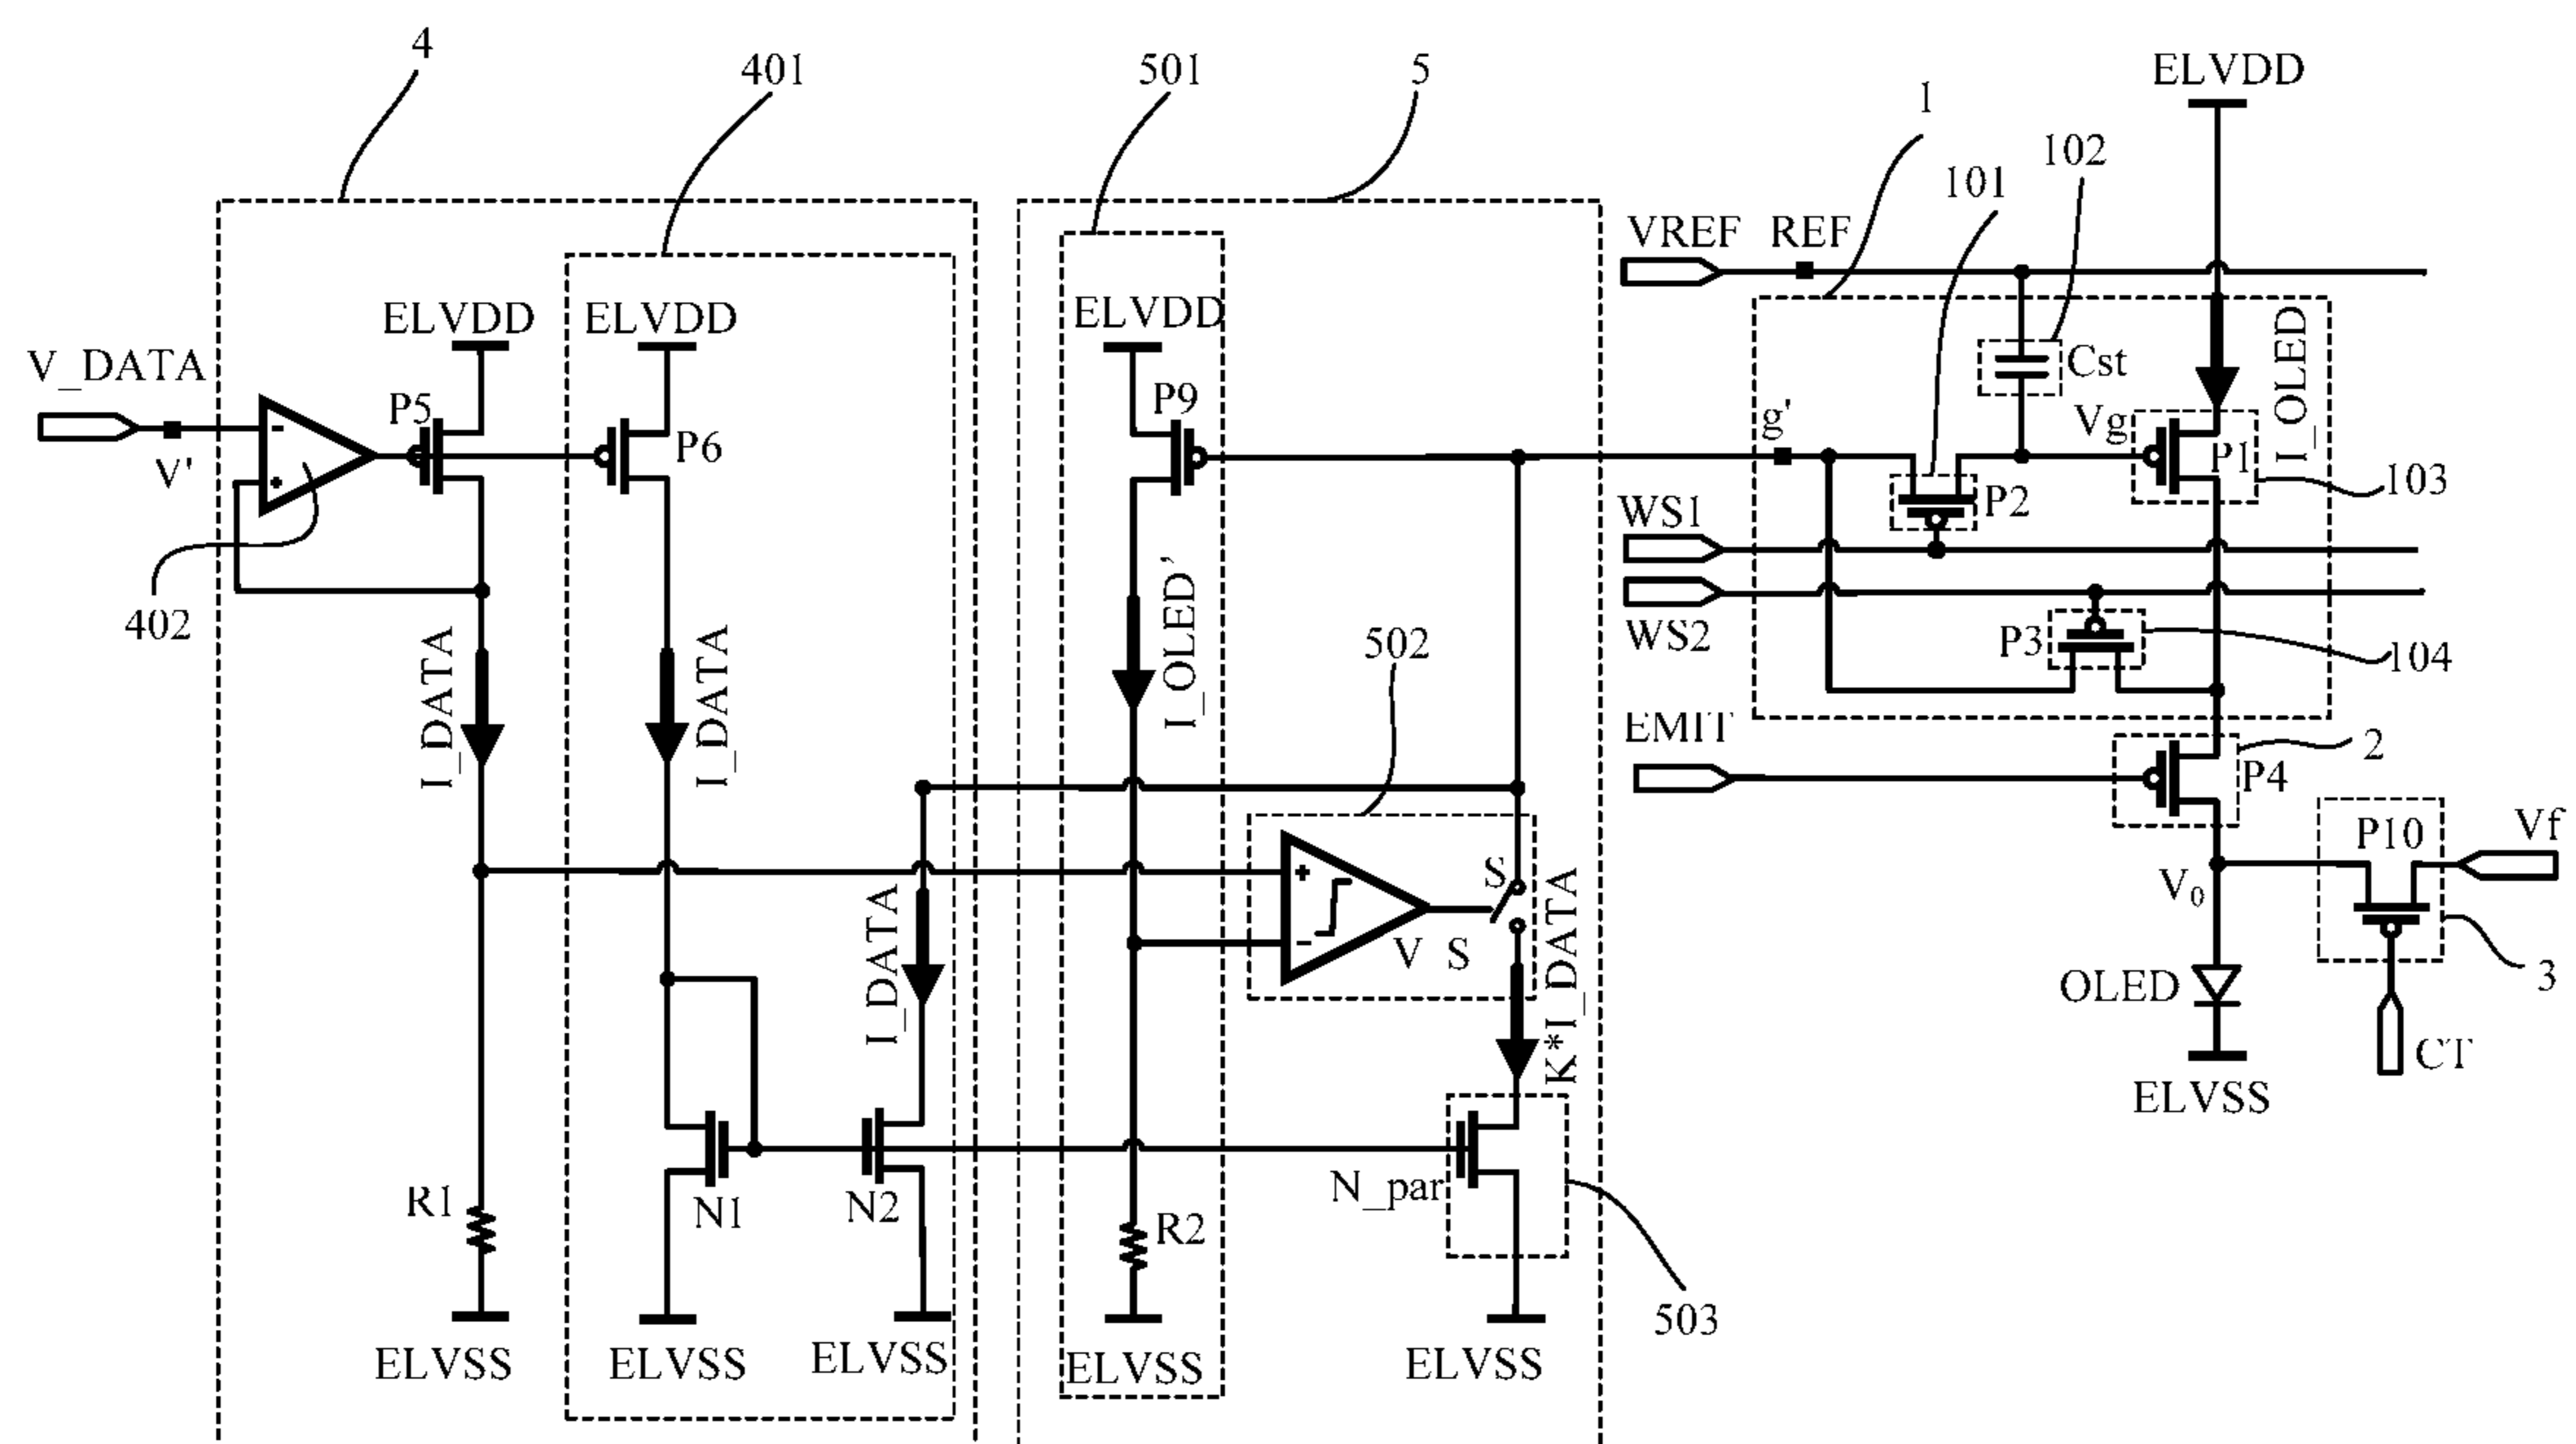 4
401
501
5
1
ELVDD
102
101
VREF
REF
ELVDD
ELVDD
ELVDD
I_OLED
V_DATA
Cst
P5
P9
g'
Vg
V'
P6
P1
103
P2
WS1
402
WS2
I_DATA
I_DATA
I_OLED'
502
P3
104
EMIT
2
P4
P10
Vf
S
V0
I_DATA
V S
K*I_DATA
OLED
3
CT
ELVSS
R1
N1
N2
R2
N_par
503
ELVSS
ELVSS
ELVSS
ELVSS
ELVSS